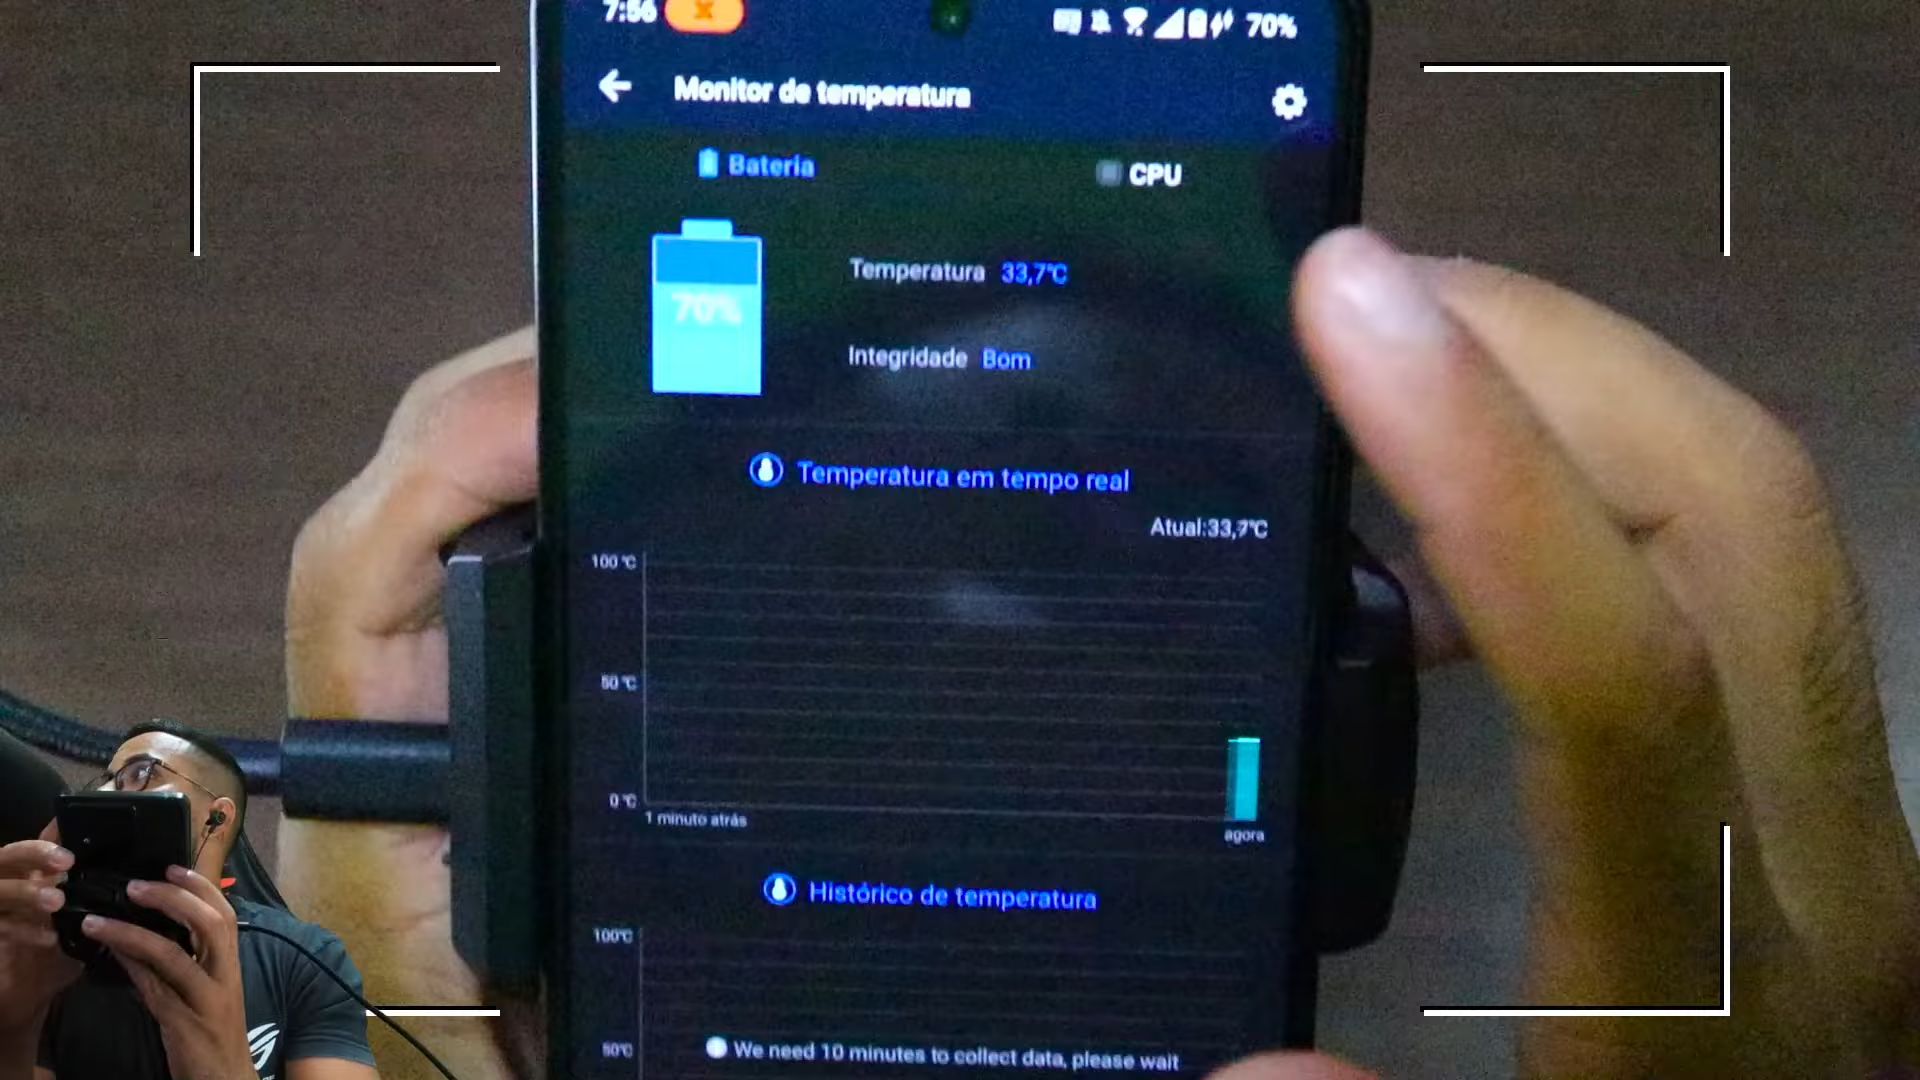 7:56
70%
Monitor de temperatura
Bateria
CPU
70%
Temperatura 33,7°C
Integridade Bom
Temperatura em tempo real
Atual:33,7°C
100 °C
50 °C
0 °C
1 minuto atrás
agora
Histórico de temperatura
100°C
50°C
We need 10 minutes to collect data, please wait